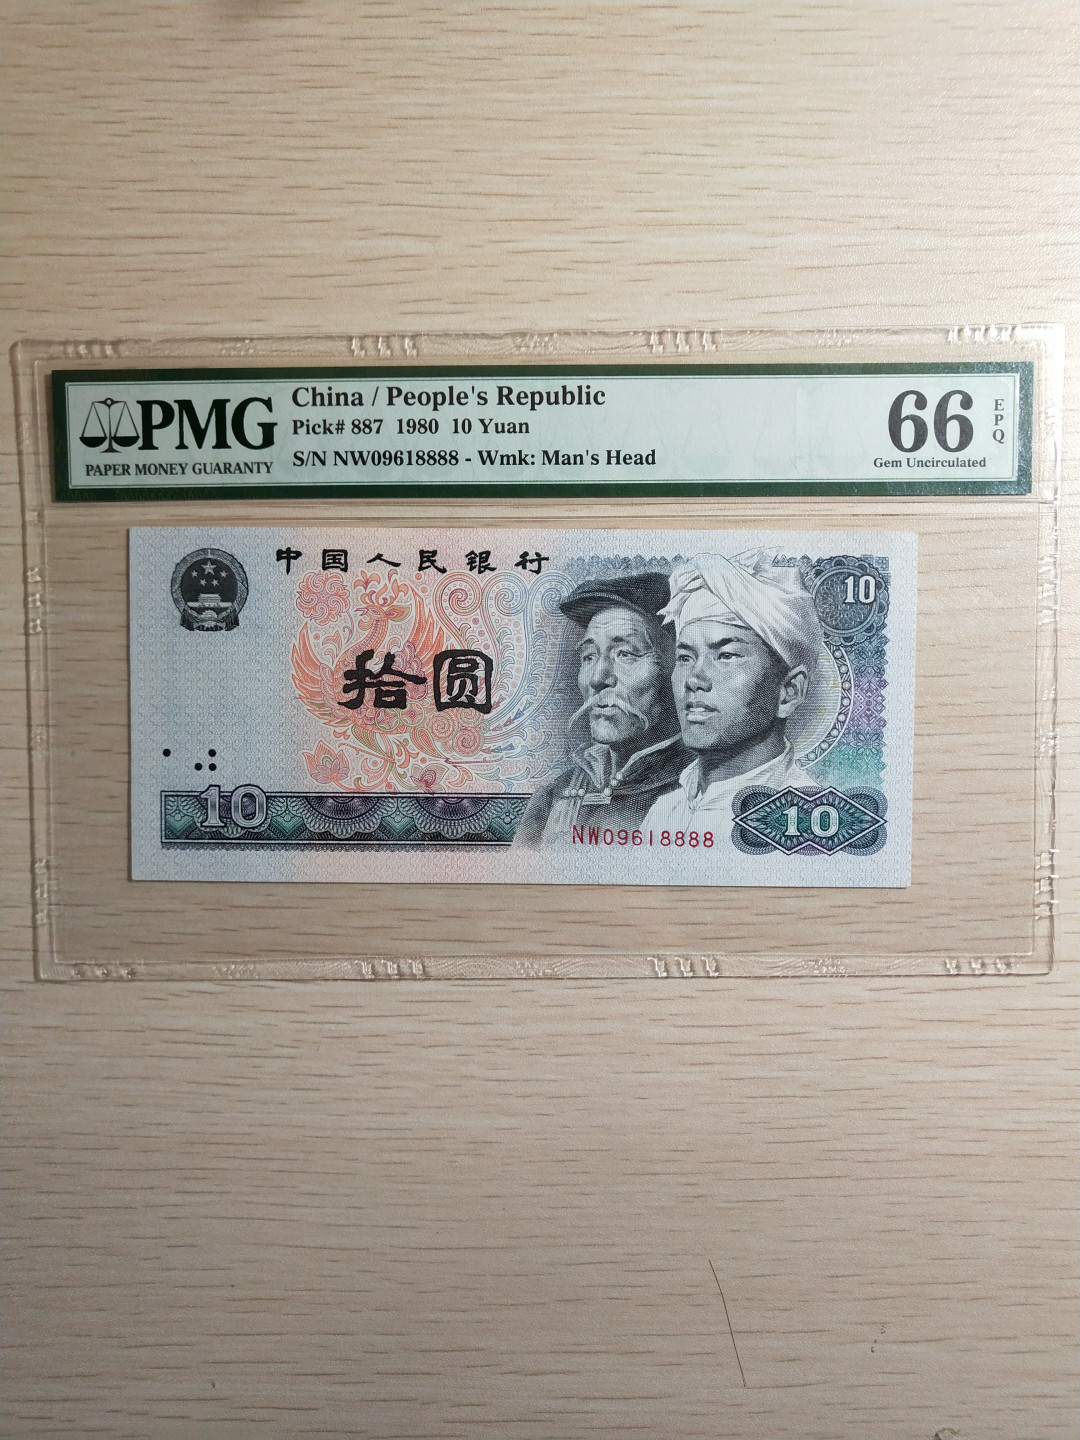 PMG
PAPER MONEY GUARANTY
China / People's Republic
Pick# 887 1980 10 Yuan
S/N NW09618888 - Wmk: Man's Head
66
EPQ
Gem Uncirculated
中国人民银行
10
拾圆
10
NW09618888
10